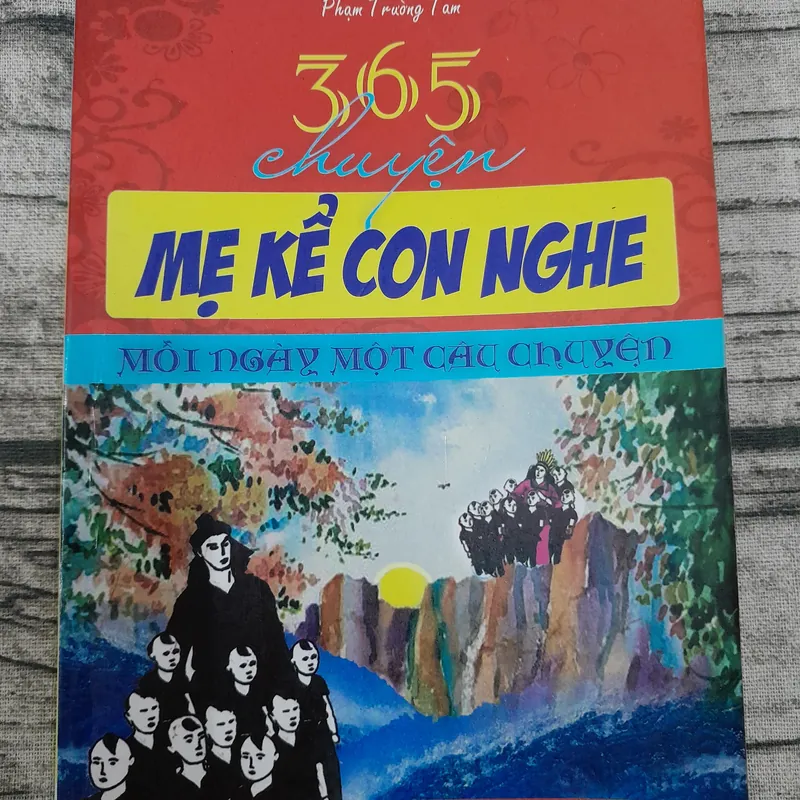 Phạm Trường Tam
365
chuyện
MẸ KỂ CON NGHE
MỖI NGÀY MỘT CÂU CHUYỆN